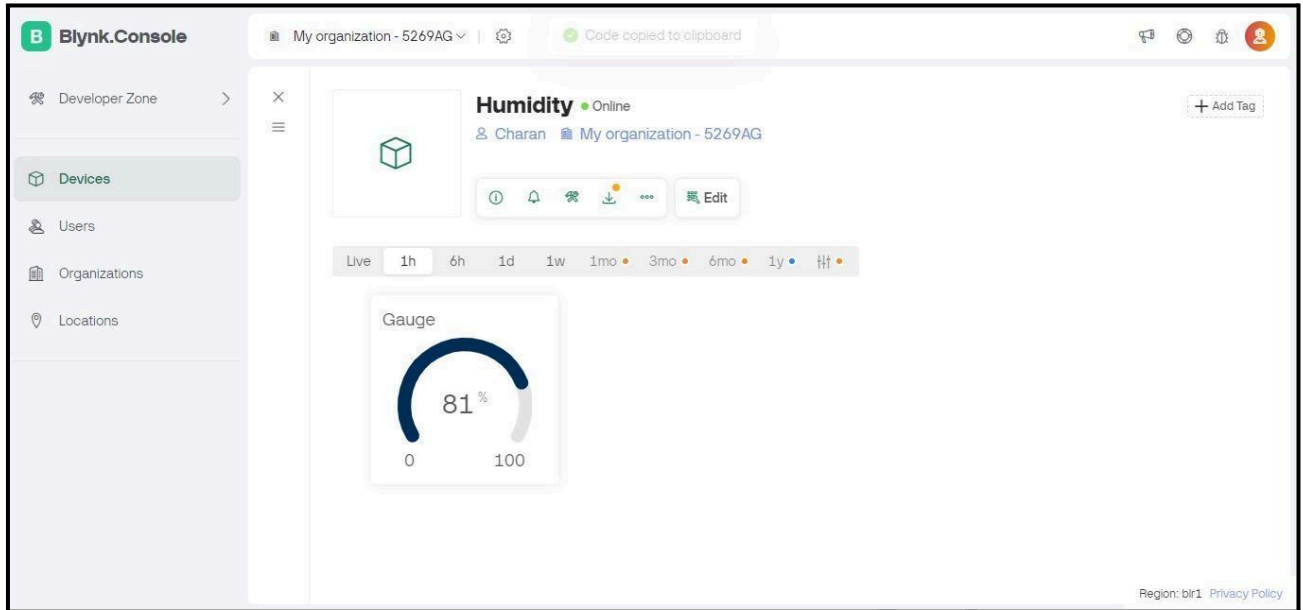 B Blynk.Console
My organization - 5269AG
Code copied to clipboard
Developer Zone
Devices
Users
Organizations
Locations
Humidity Online
Charan My organization - 5269AG
+ Add Tag
Edit
Live 1h 6h 1d 1w 1mo 3mo 6mo 1y
Gauge
81 %
0 100
Region: blr1 Privacy Policy